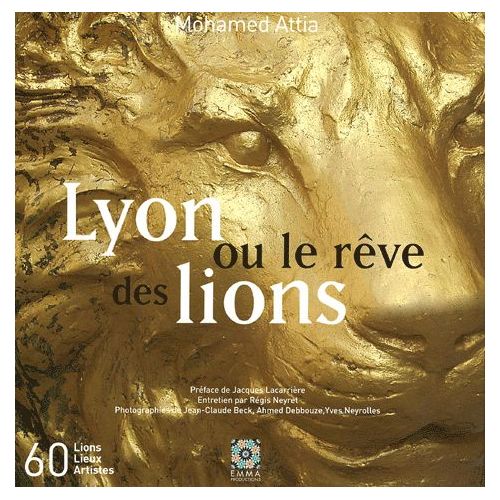 Mohamed Attia
Lyon
ou le rêve
des lions
Préface de Jacques Lacarrière
Entretien par Régis Neyret
Photographies de Jean-Claude Beck, Ahmed Debbouze,Yves Neyrolles
60 Lions
Lieux
Artistes
EMMA
PRODUCTIONS